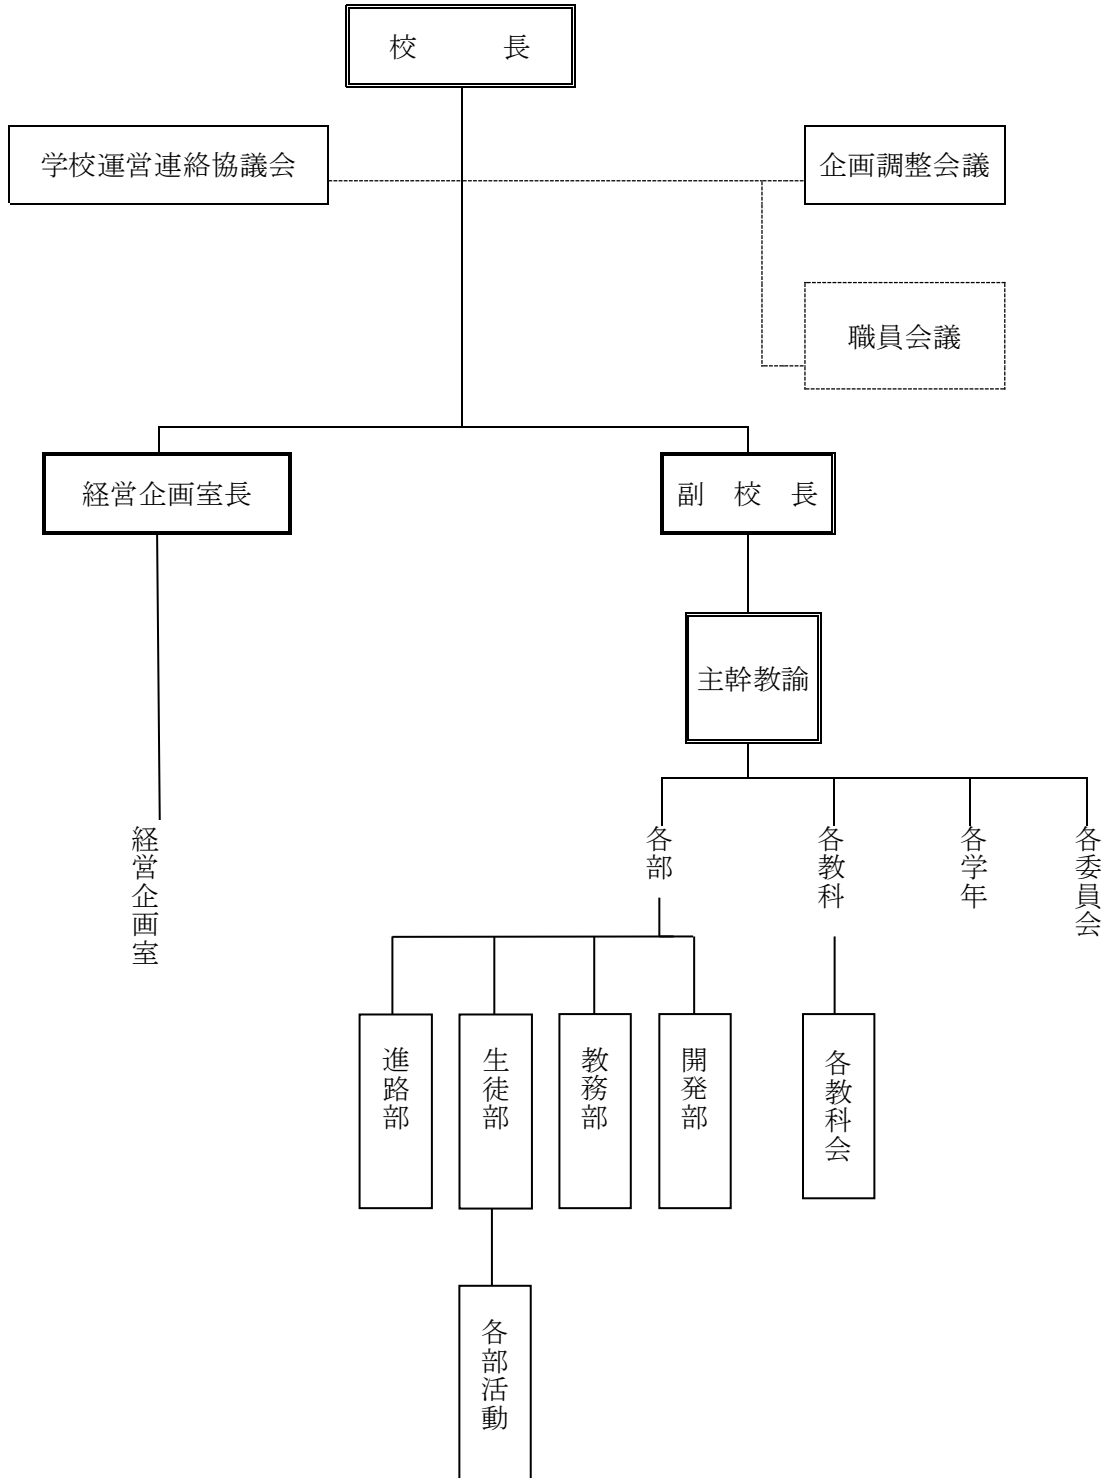 校　　　長
学校運営連絡協議会
企画調整会議
職員会議
経営企画室長
副　校　長
主幹教諭
経営企画室
各部
各教科
各学年
各委員会
進路部
生徒部
教務部
開発部
各教科会
各部活動